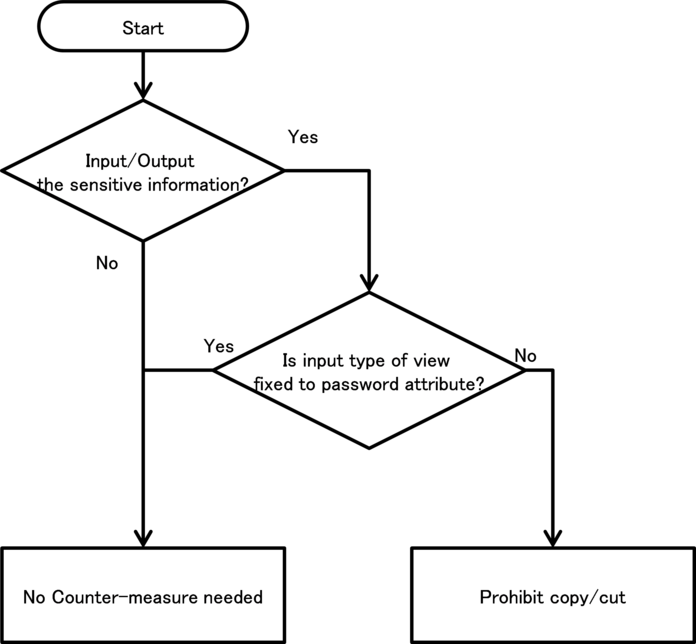 Start
Yes
Input/Output
the sensitive information?
No
Yes
Is input type of view
fixed to password attribute?
No
No Counter-measure needed
Prohibit copy/cut